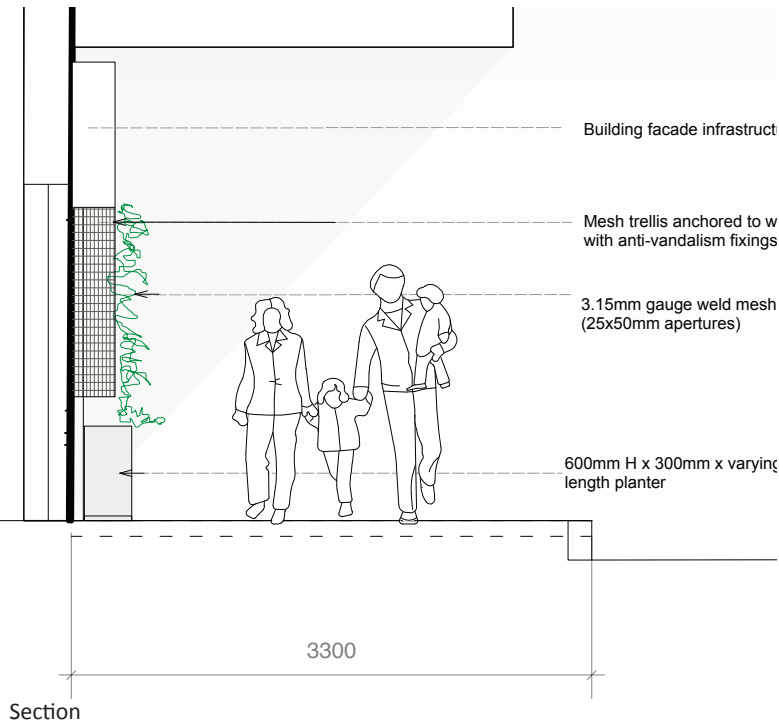 Building facade infrastructu
Mesh trellis anchored to w
with anti-vandalism fixings
3.15mm gauge weld mesh
(25x50mm apertures)
600mm H x 300mm x varying
length planter
3300
Section